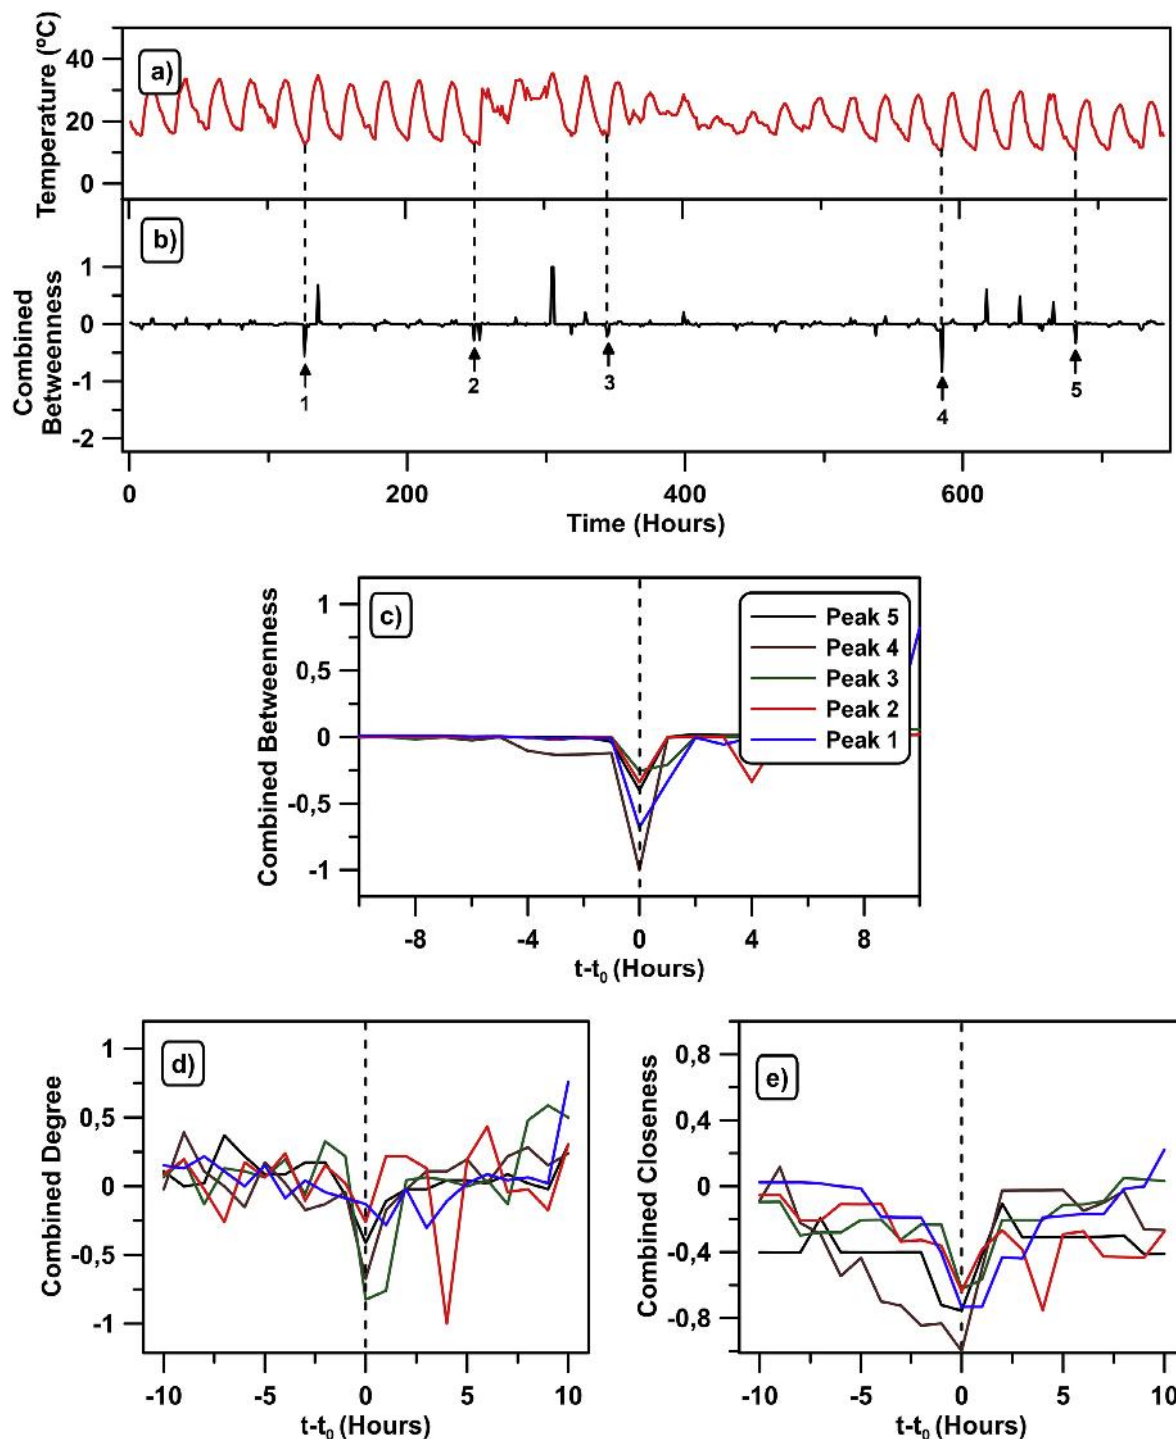 Temperature (ºC)
40
20
0
a)
Combined
Betweenness
1
0
-1
-2
b)
1
2
3
4
5
0
200
400
600
Time (Hours)
Combined Betweenness
1
0,5
0
-0,5
-1
c)
Peak 5
Peak 4
Peak 3
Peak 2
Peak 1
-8
-4
0
4
8
t-t₀ (Hours)
Combined Degree
1
0,5
0
-0,5
-1
d)
-10
-5
0
5
10
t-t₀ (Hours)
Combined Closeness
0,8
0,4
0
-0,4
-0,8
e)
-10
-5
0
5
10
t-t₀ (Hours)